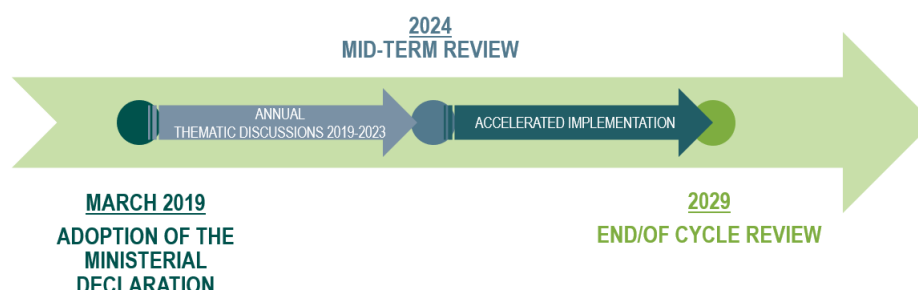 2024
MID-TERM REVIEW
ANNUAL
THEMATIC DISCUSSIONS 2019-2023
ACCELERATED IMPLEMENTATION
MARCH 2019
ADOPTION OF THE
MINISTERIAL
DECLARATION
2029
END/OF CYCLE REVIEW